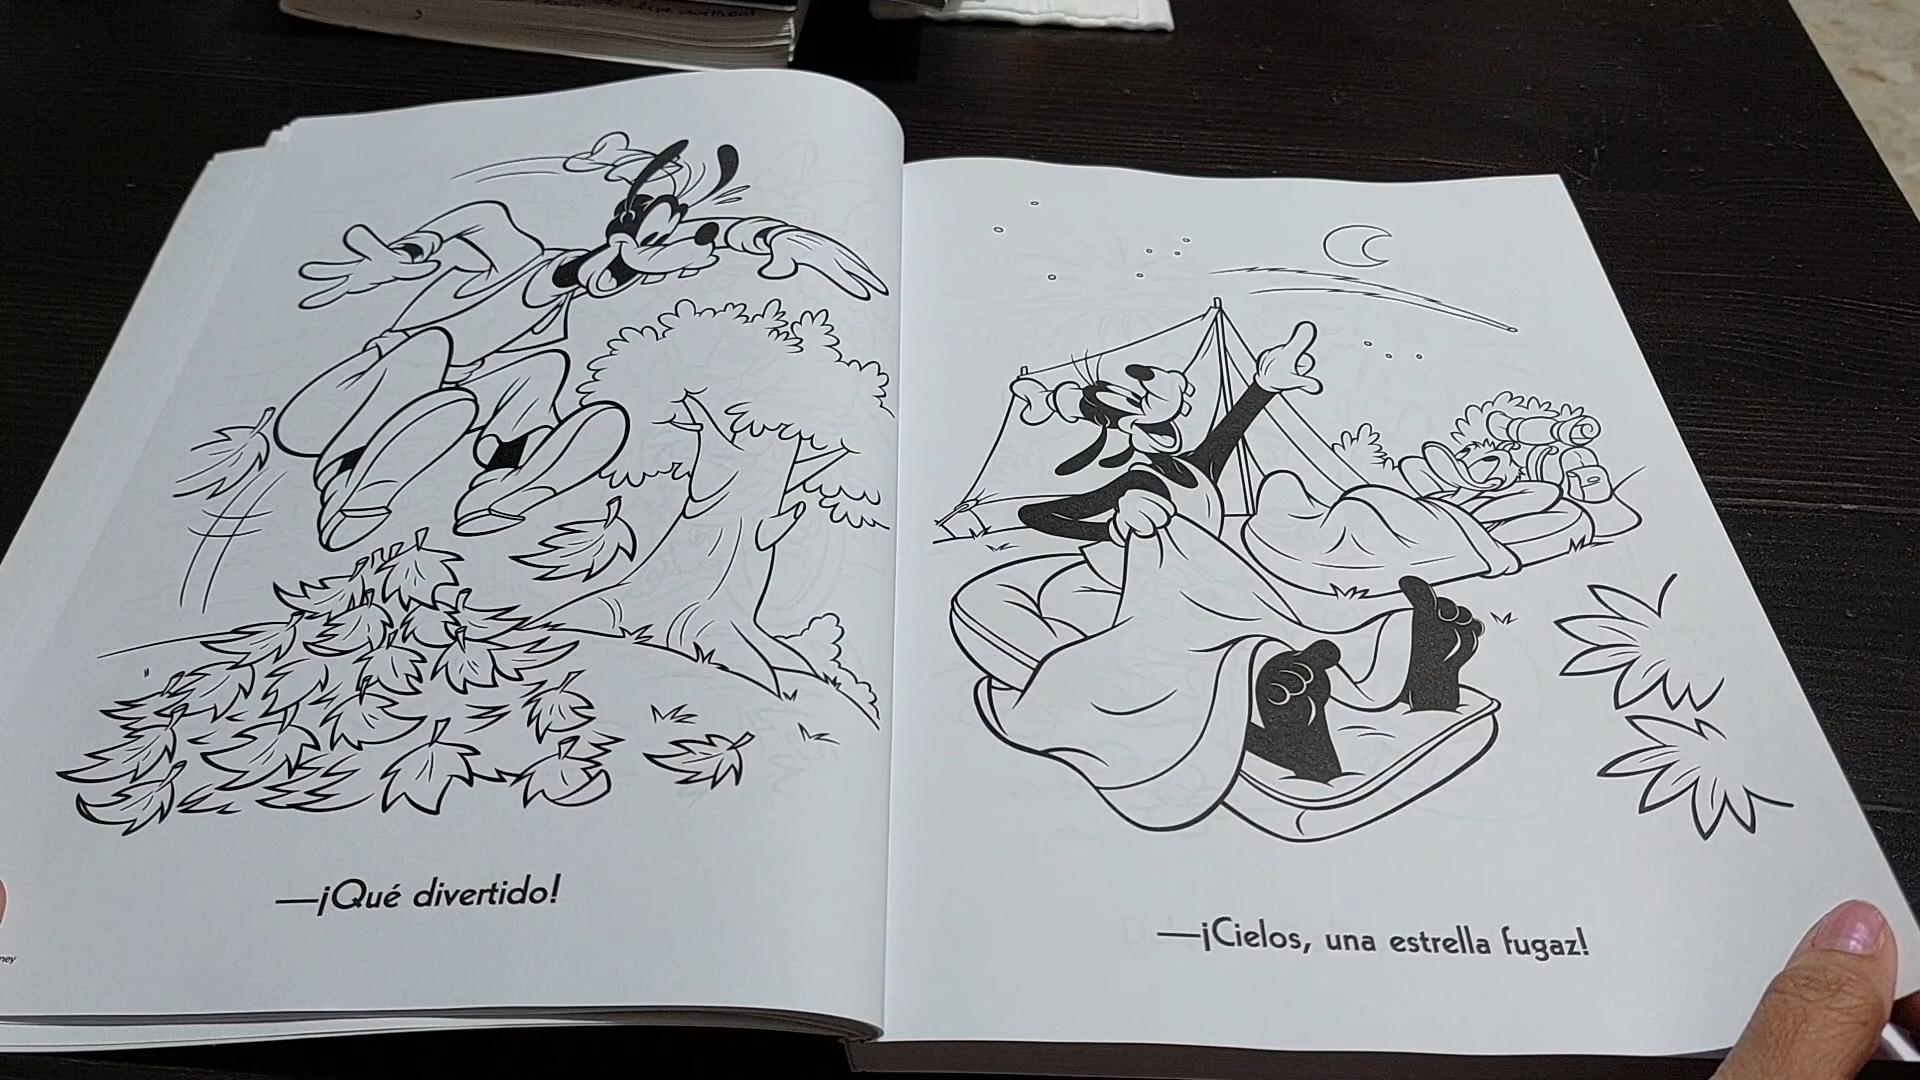 —¡Qué divertido!
—¡Cielos, una estrella fugaz!